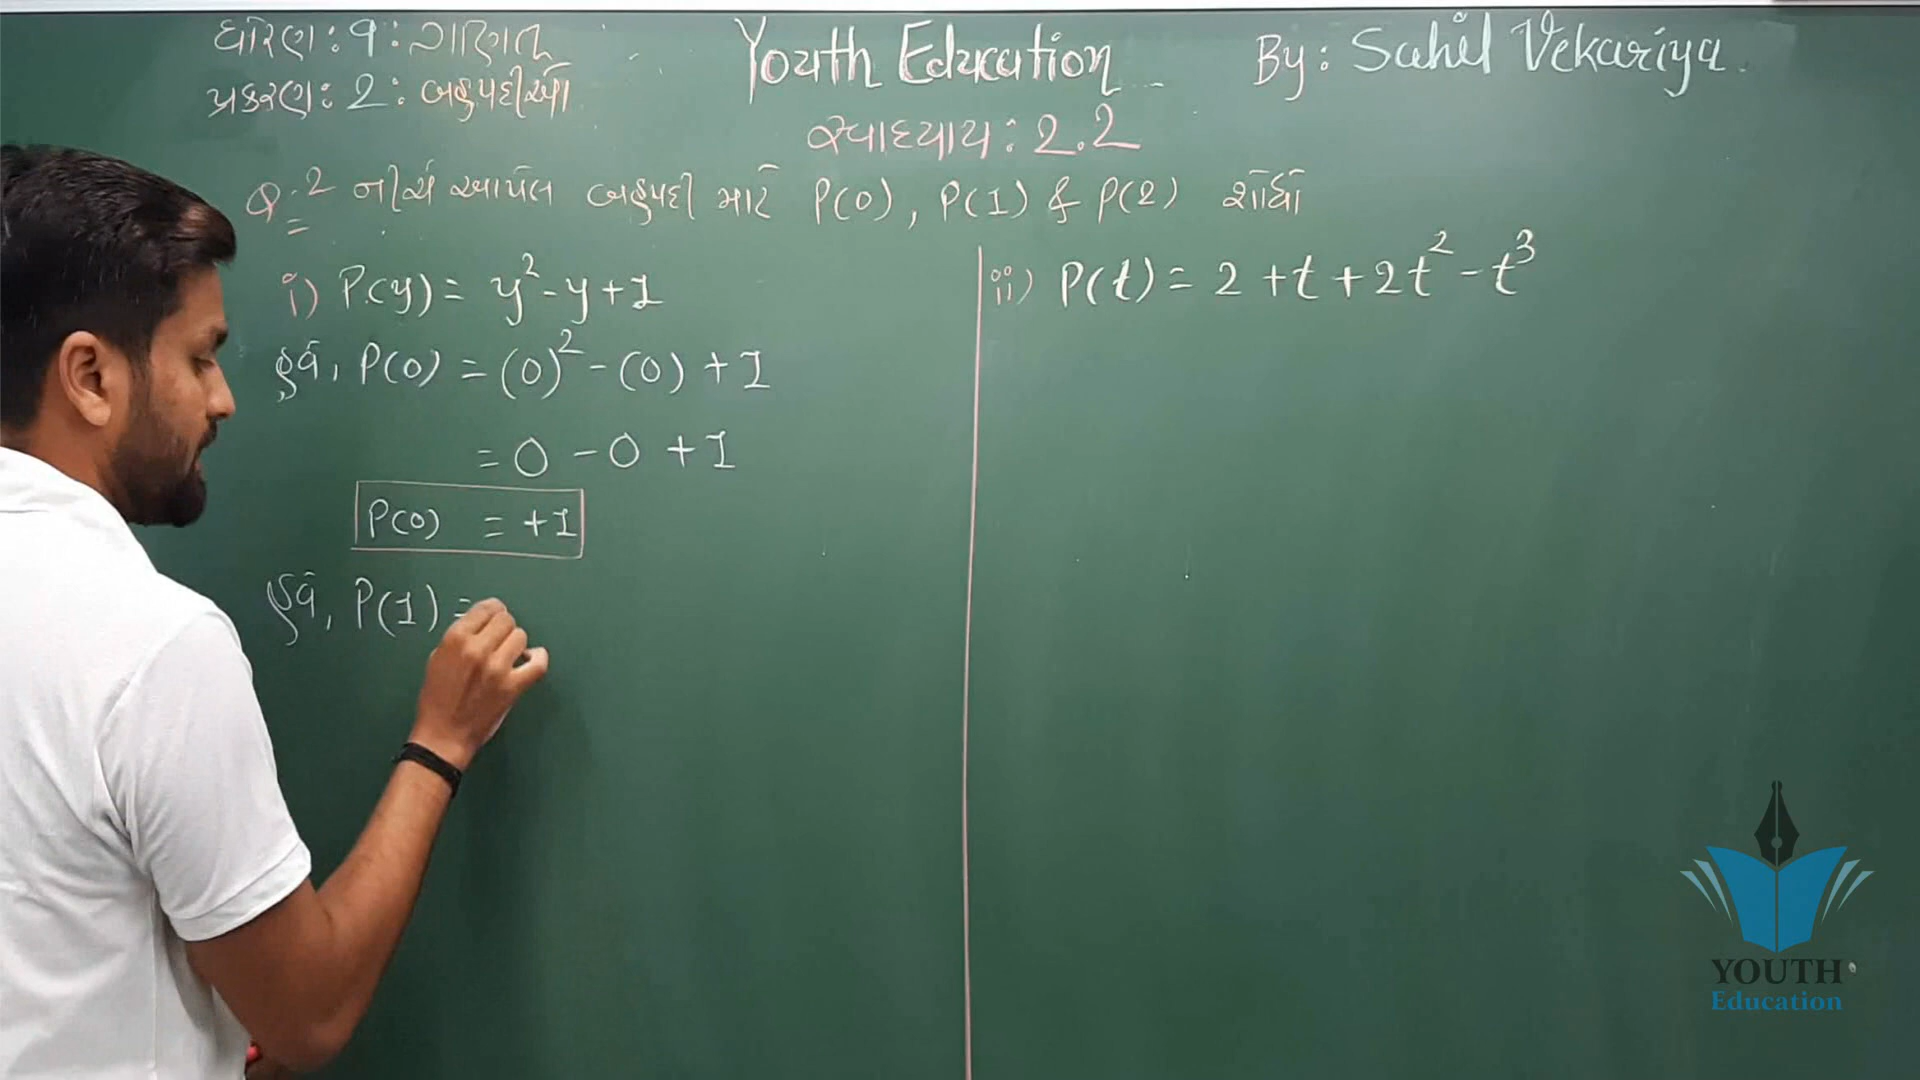 ધોરણ : ૧ : ગણિત
પ્રકરણ : 2 : બહુપદીઓ
Youth Education
By : Sahil Vekariya
સ્વાધ્યાય : 2.2
Q.2 નીચે આપેલ બહુપદી માટે P(0), P(1) & P(2) શોધો
i) P(y) = y² - y + 1
હવે, P(0) = (0)² - (0) + 1
= 0 - 0 + 1
P(0) = +1
હવે, P(1) =
ii) P(t) = 2 + t + 2t² - t³
YOUTH
Education